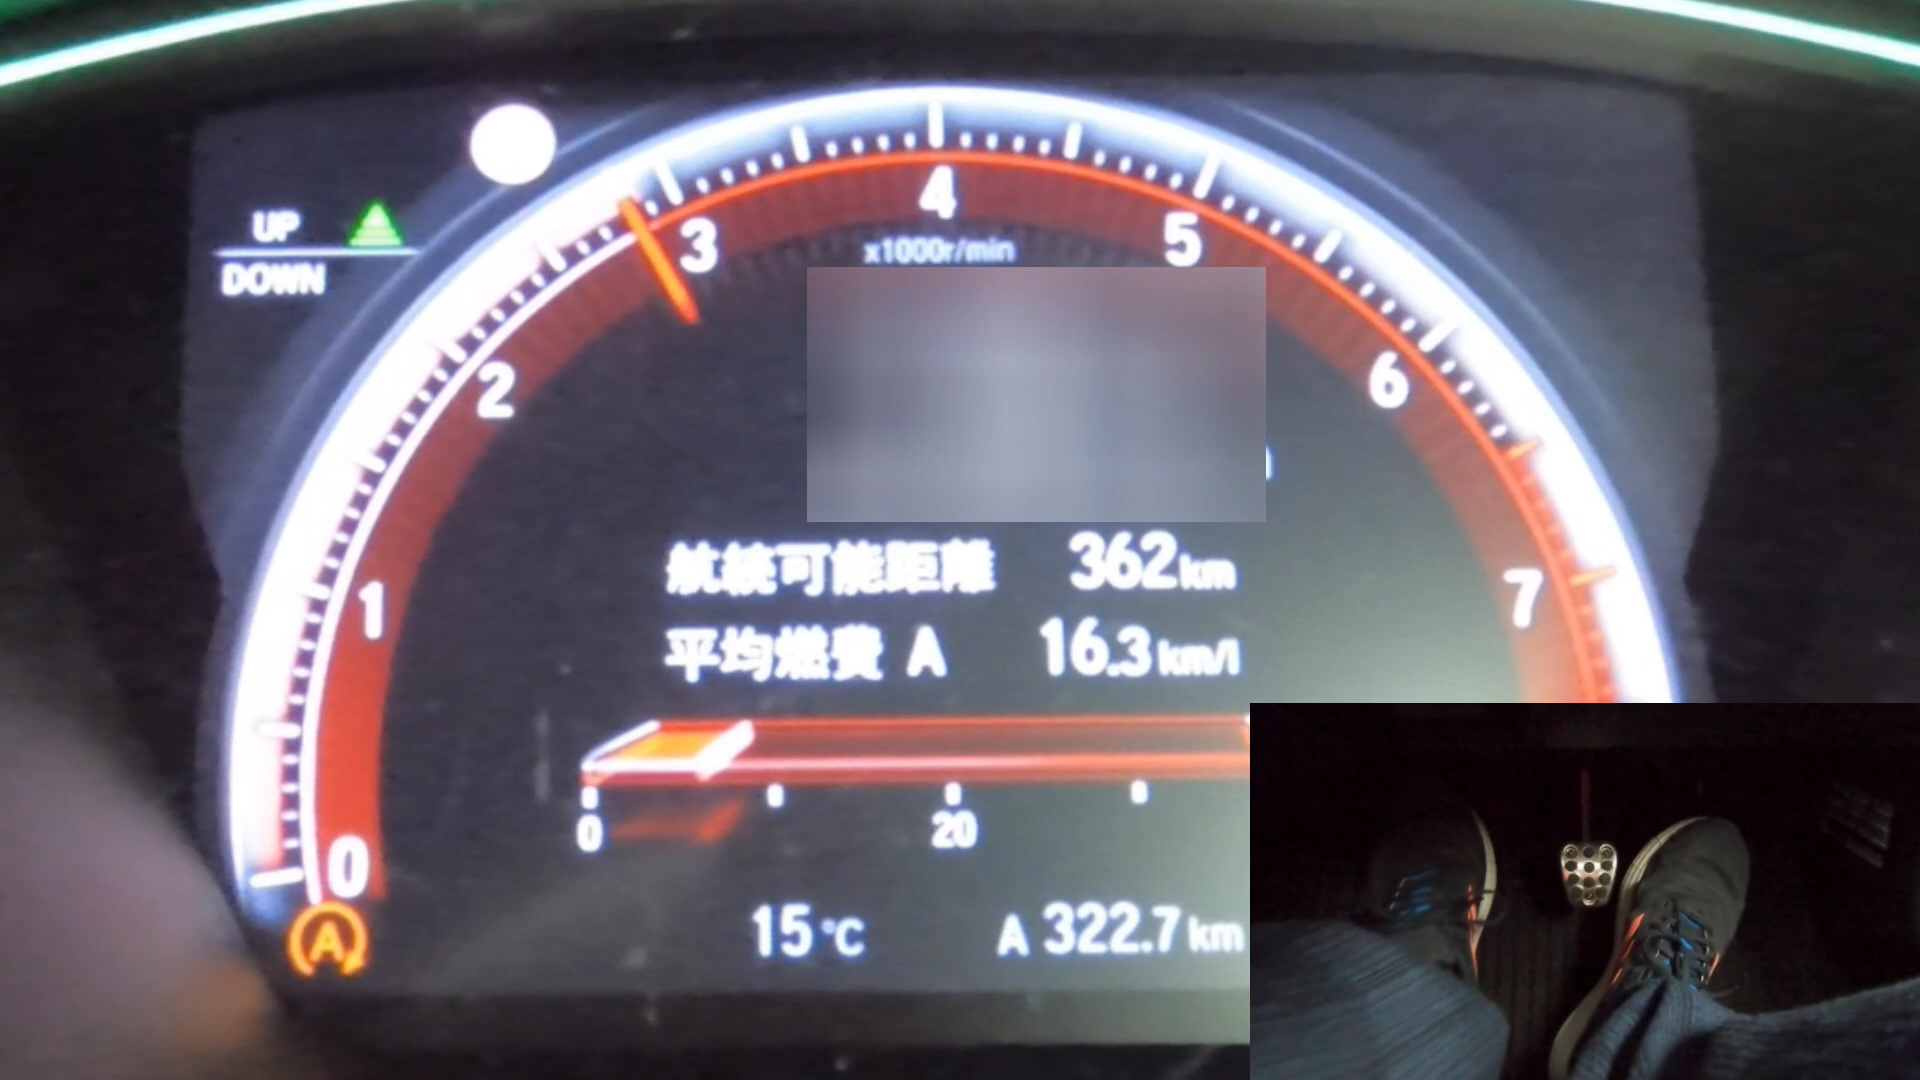 UP
DOWN
0 1 2 3 4 5 6 7
x1000r/min
航続可能距離 362km
平均燃費 A 16.3km/l
0 20
A
15℃ A 322.7km